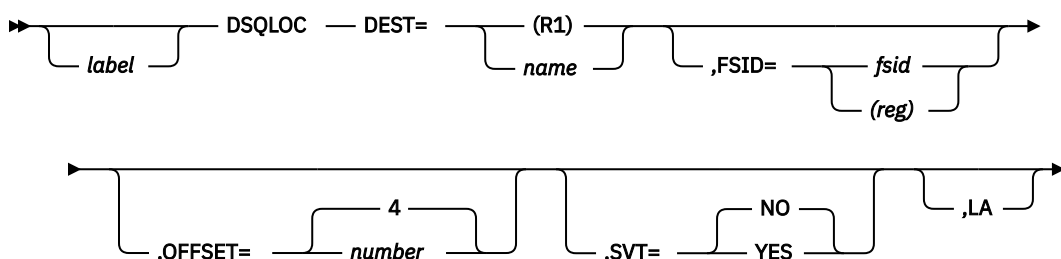 DSQLOC DEST= (R1)
label name ,FSID= fsid
(reg)
4 NO ,LA
,OFFSET= number ,SVT= YES